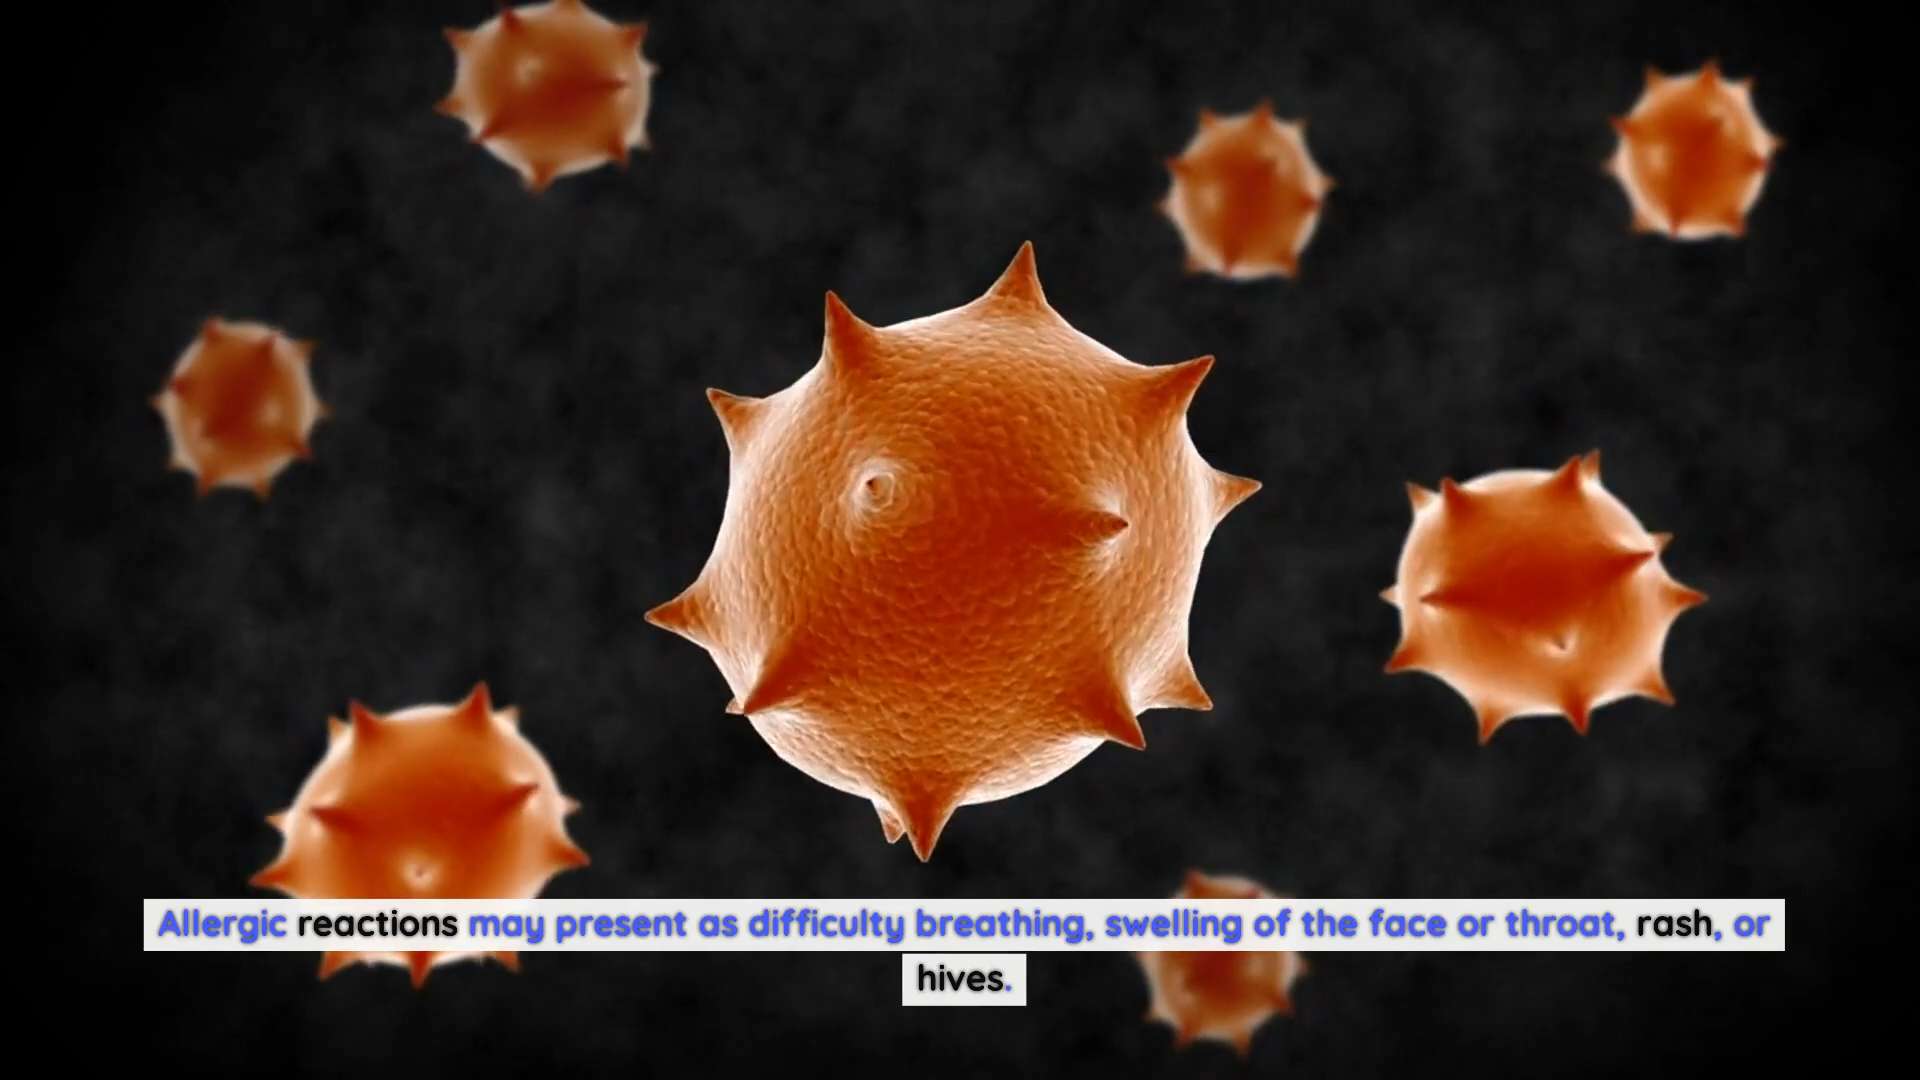 Allergic reactions may present as difficulty breathing, swelling of the face or throat, rash, or
hives.